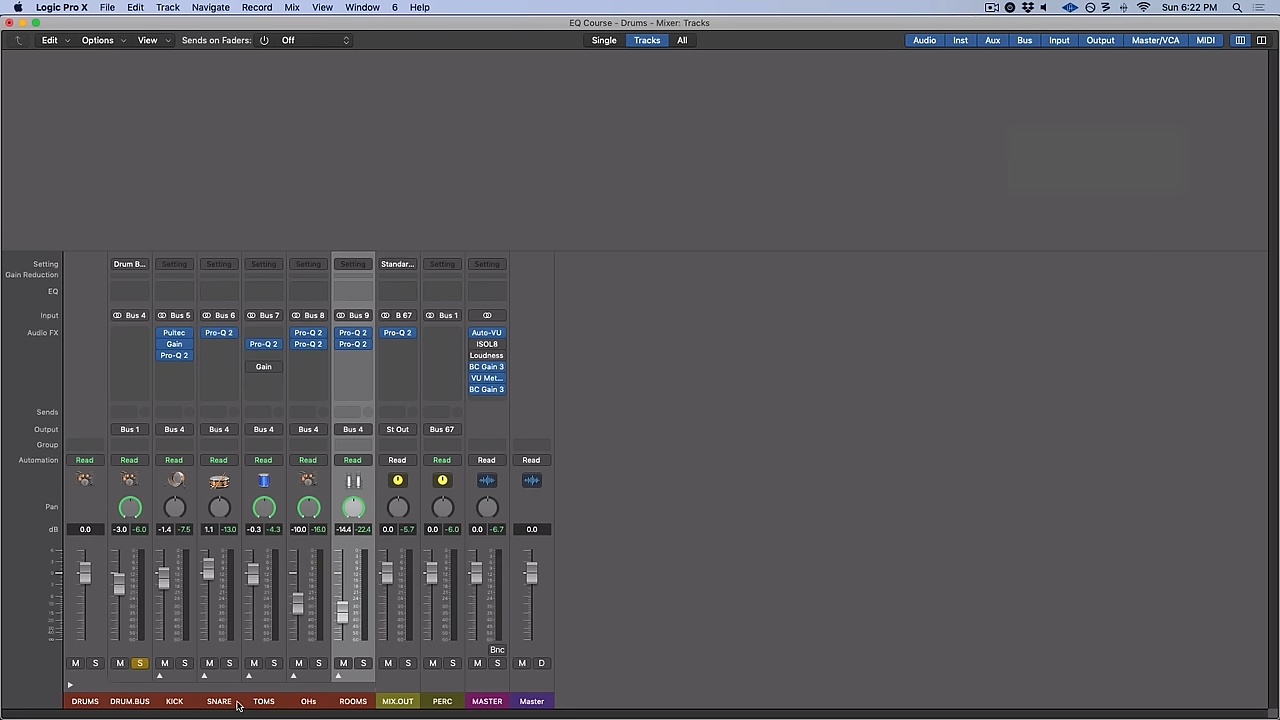 Logic Pro X File Edit Track Navigate Record Mix View Window 6 Help Sun 6:22 PM
EQ Course - Drums - Mixer: Tracks
Edit Options View Sends on Faders: Off Single Tracks All Audio Inst Aux Bus Input Output Master/VCA MIDI
Setting Drum B... Setting Setting Setting Setting Setting Standar... Setting Setting
Gain Reduction
EQ
Input Bus 4 Bus 5 Bus 6 Bus 7 Bus 8 Bus 9 B 67 Bus 1
Audio FX Pultec Pro-Q 2 Pro-Q 2 Pro-Q 2 Pro-Q 2 Auto-VU
Gain Pro-Q 2 Pro-Q 2 Pro-Q 2 ISOL8
Pro-Q 2 Loudness
Gain BC Gain 3
VU Met...
BC Gain 3
Sends
Output Bus 1 Bus 4 Bus 4 Bus 4 Bus 4 Bus 4 St Out Bus 67
Group
Automation Read Read Read Read Read Read Read Read Read Read Read
Pan
dB 0.0 -3.0 -6.0 -1.4 -7.5 1.1 -13.0 -0.3 -4.3 -10.0 -16.0 -14.4 -22.4 0.0 -5.7 0.0 -6.0 0.0 -6.7 0.0
Bnc
M S M S M S M S M S M S M S M S M S M S M D
DRUMS DRUM.BUS KICK SNARE TOMS OHs ROOMS MIX.OUT PERC MASTER Master